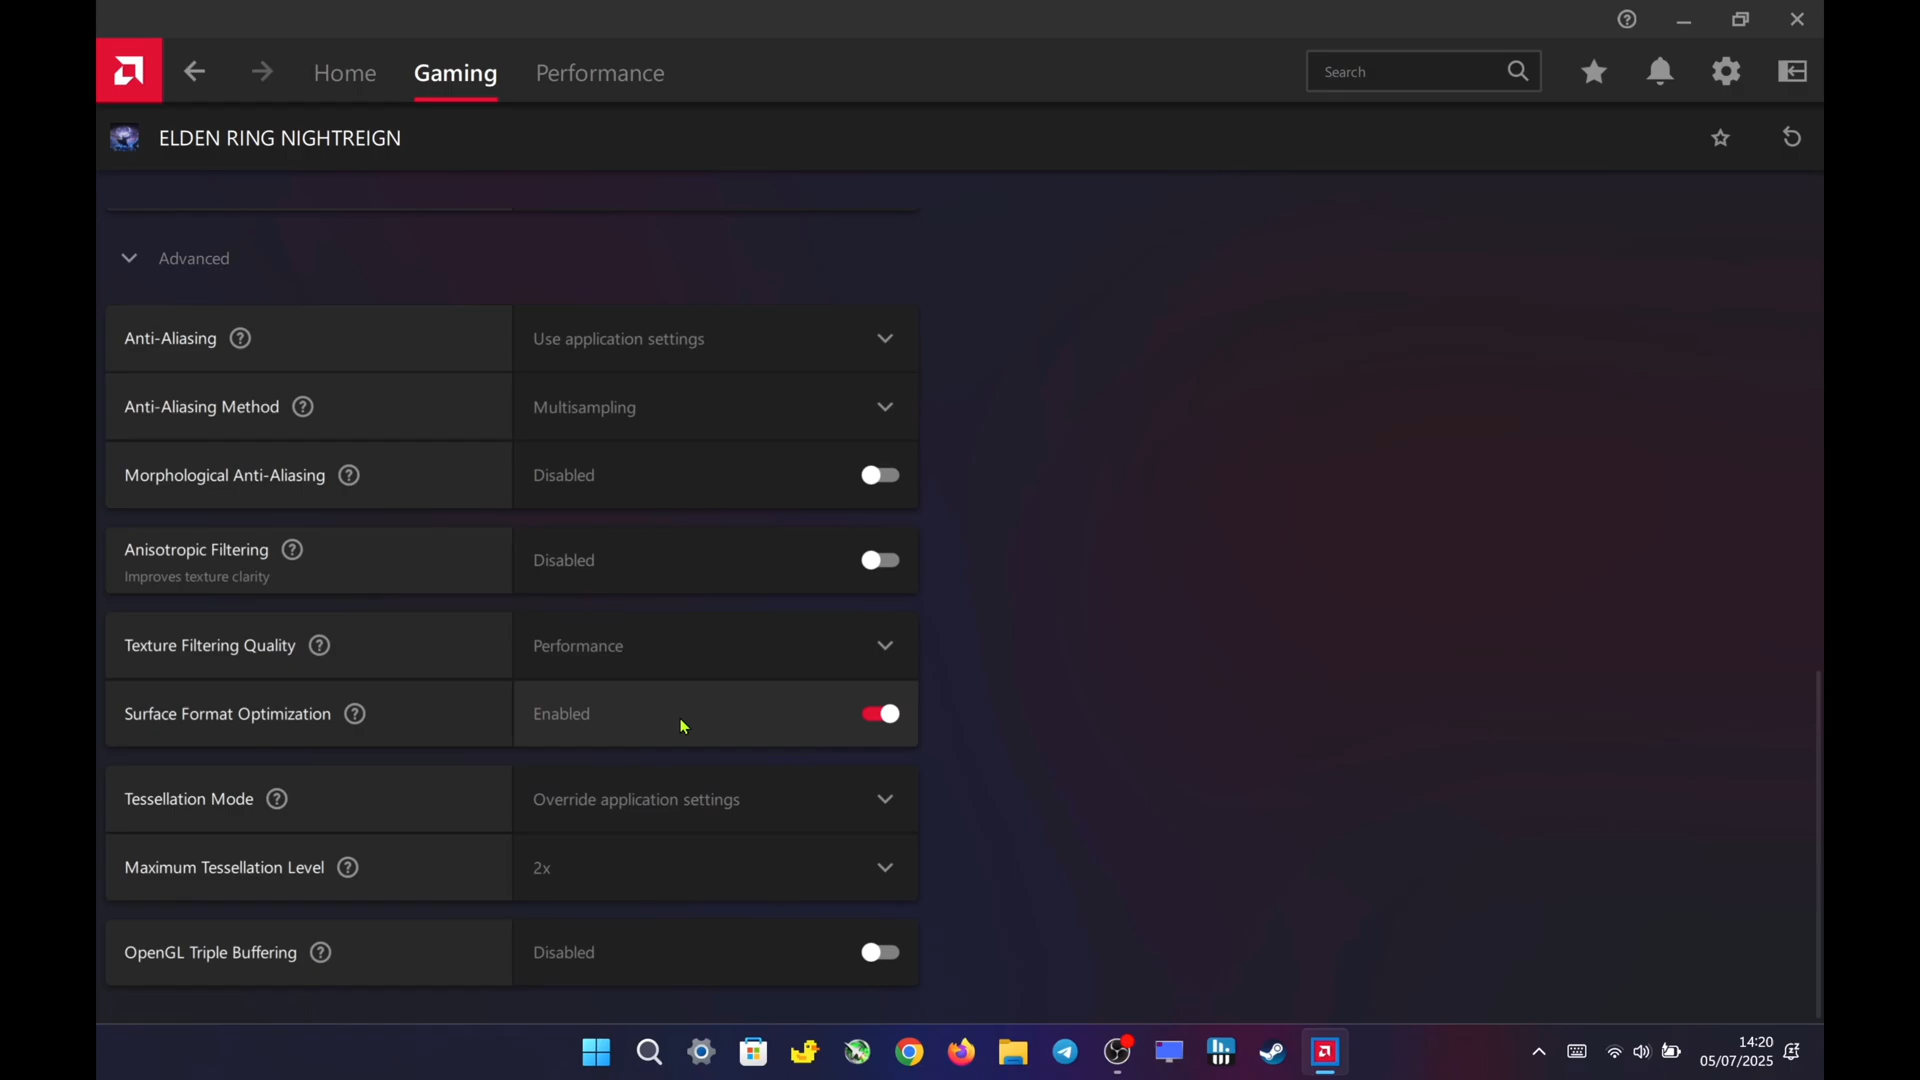 Home
Gaming
Performance
Search
ELDEN RING NIGHTREIGN
Advanced
Anti-Aliasing
Use application settings
Anti-Aliasing Method
Multisampling
Morphological Anti-Aliasing
Disabled
Anisotropic Filtering
Improves texture clarity
Disabled
Texture Filtering Quality
Performance
Surface Format Optimization
Enabled
Tessellation Mode
Override application settings
Maximum Tessellation Level
2x
OpenGL Triple Buffering
Disabled
14:20
05/07/2025